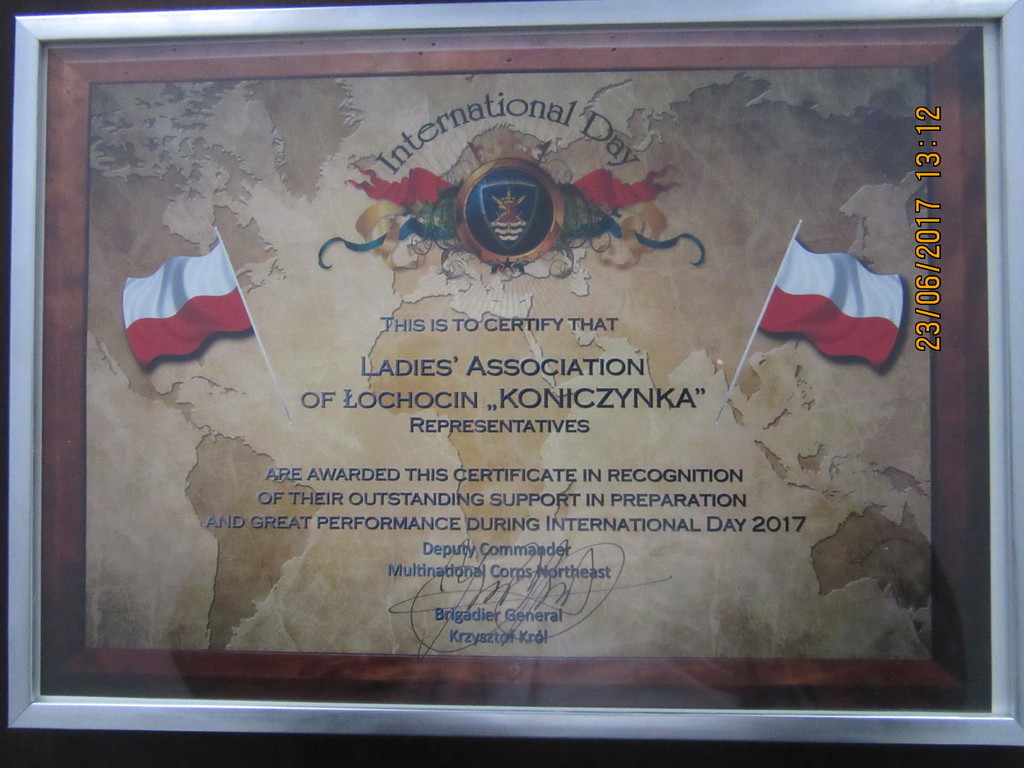 International Day
THIS IS TO CERTIFY THAT
LADIES' ASSOCIATION
OF ŁOCHOCIN „KONICZYNKA"
REPRESENTATIVES
ARE AWARDED THIS CERTIFICATE IN RECOGNITION
OF THEIR OUTSTANDING SUPPORT IN PREPARATION
AND GREAT PERFORMANCE DURING INTERNATIONAL DAY 2017
Deputy Commander
Multinational Corps Northeast
Brigadier General
Krzysztof Król
23/06/2017 13:12